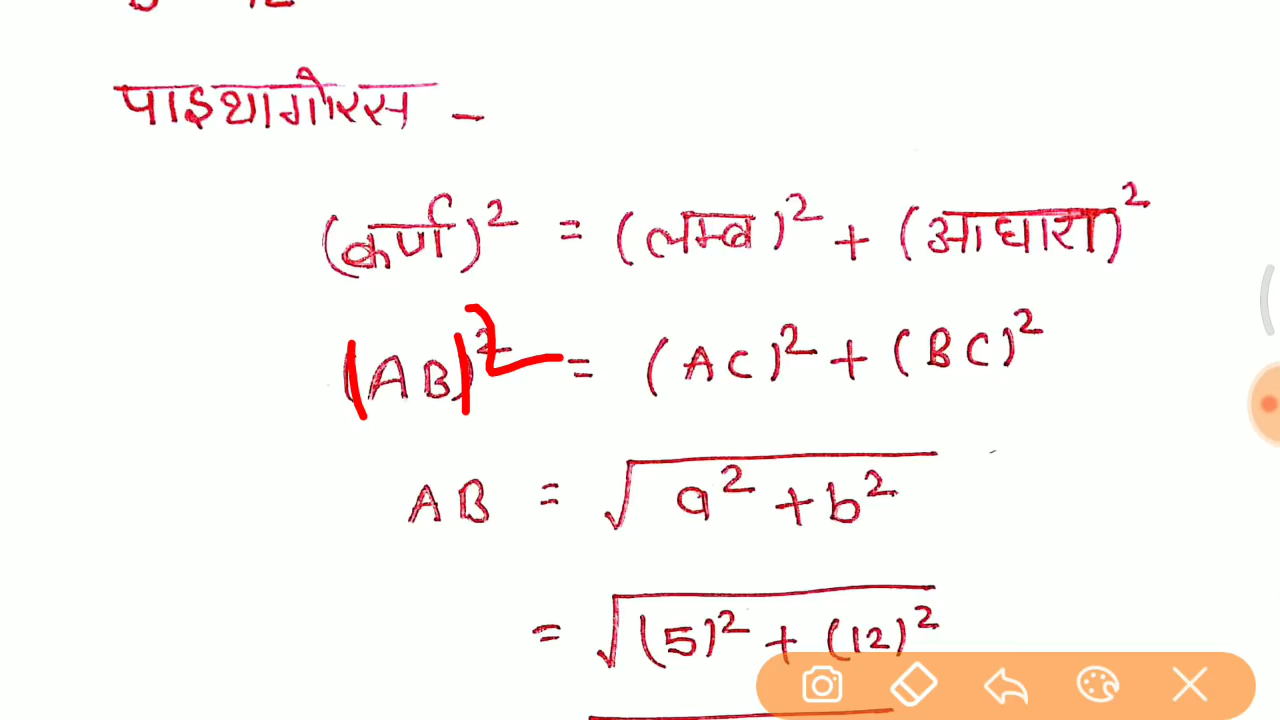 b = 12
पाइथागोरस -
(कर्ण)² = (लम्ब)² + (आधारा)²
(AB)² = (AC)² + (BC)²
AB = √a² + b²
= √(5)² + (12)²